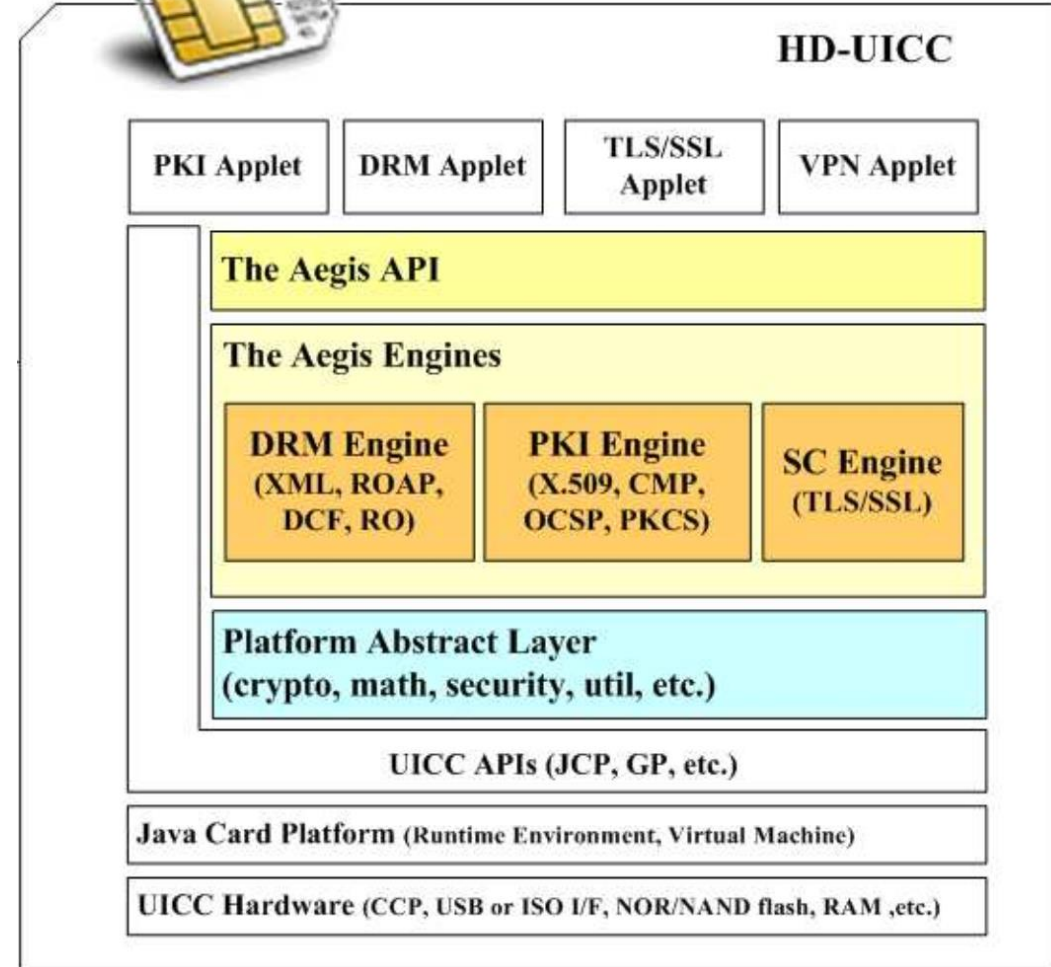 HD-UICC
PKI Applet
DRM Applet
TLS/SSL
Applet
VPN Applet
The Aegis API
The Aegis Engines
DRM Engine
(XML, ROAP,
DCF, RO)
PKI Engine
(X.509, CMP,
OCSP, PKCS)
SC Engine
(TLS/SSL)
Platform Abstract Layer
(crypto, math, security, util, etc.)
UICC APIs (JCP, GP, etc.)
Java Card Platform (Runtime Environment, Virtual Machine)
UICC Hardware (CCP, USB or ISO I/F, NOR/NAND flash, RAM ,etc.)